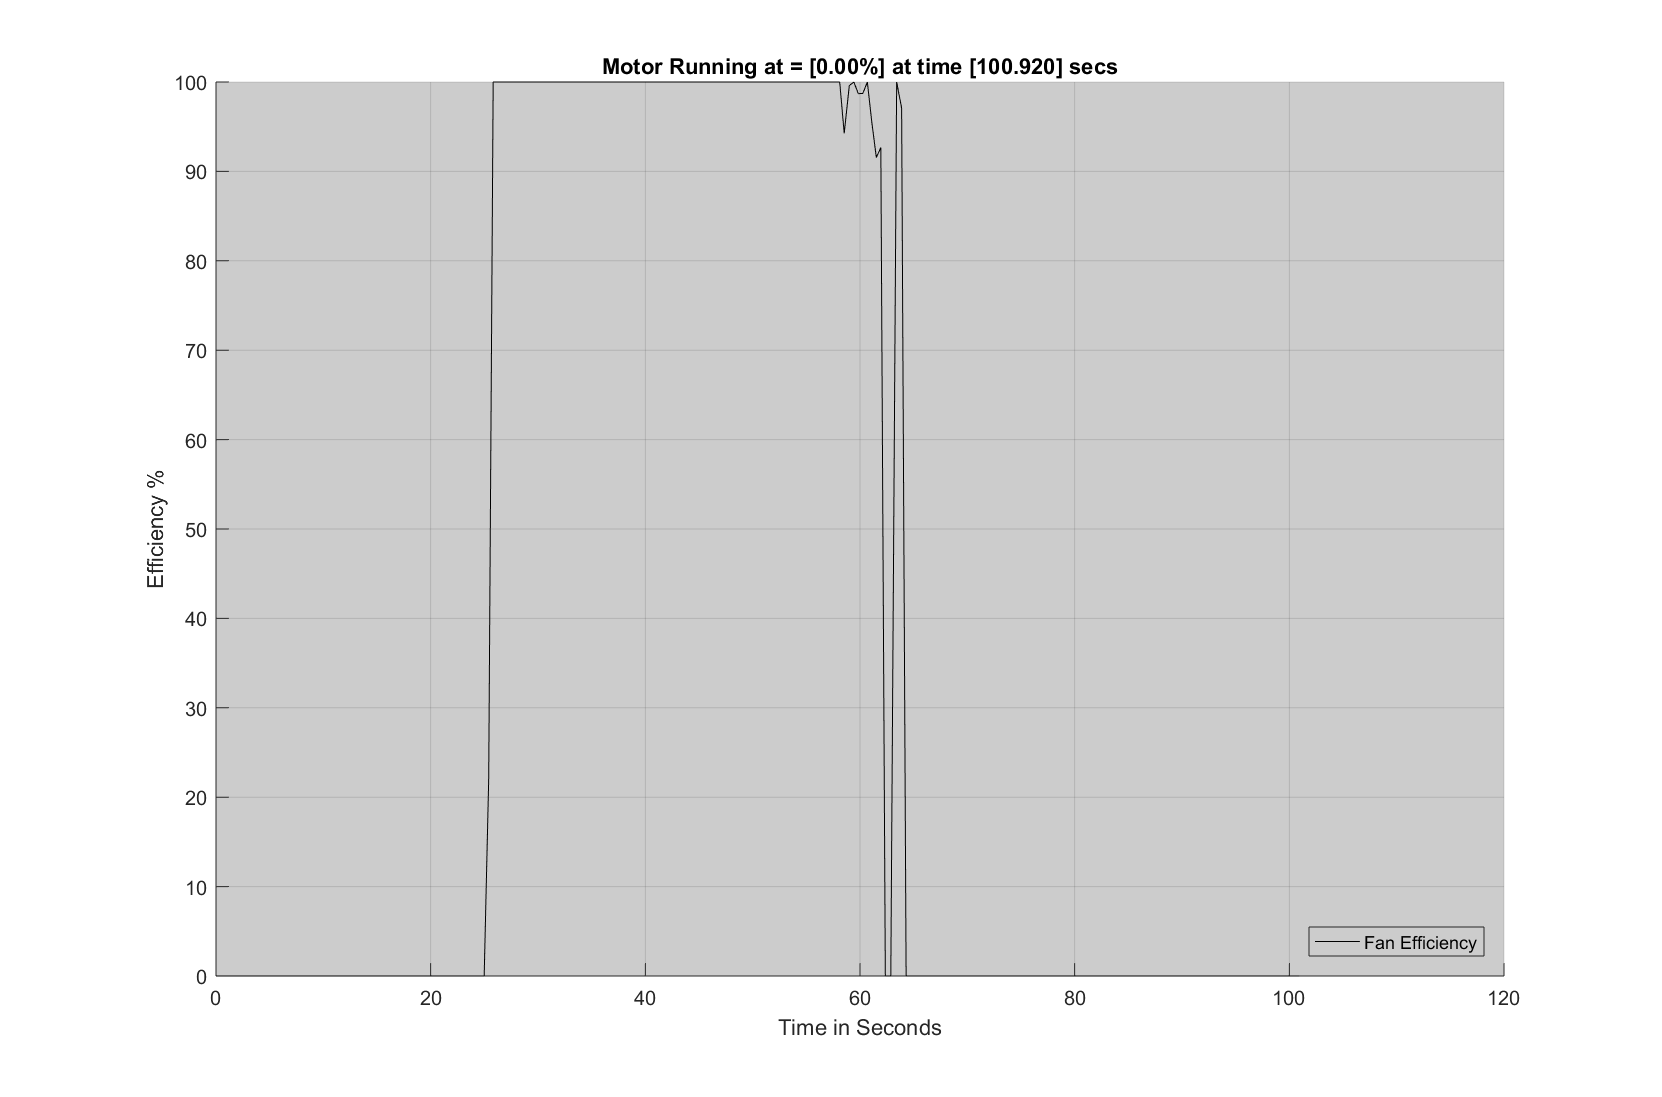 Motor Running at = [0.00%] at time [100.920] secs
100
90
80
70
60
50
40
30
20
10
0
Efficiency %
Fan Efficiency
0 20 40 60 80 100 120
Time in Seconds